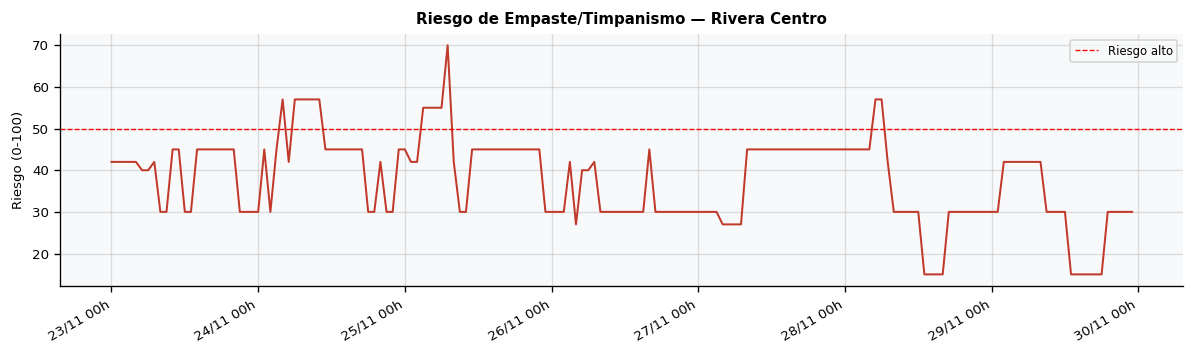 Riesgo de Empaste/Timpanismo — Rivera Centro
Riesgo alto
Riesgo (0-100)
70
60
50
40
30
20
23/11 00h
24/11 00h
25/11 00h
26/11 00h
27/11 00h
28/11 00h
29/11 00h
30/11 00h